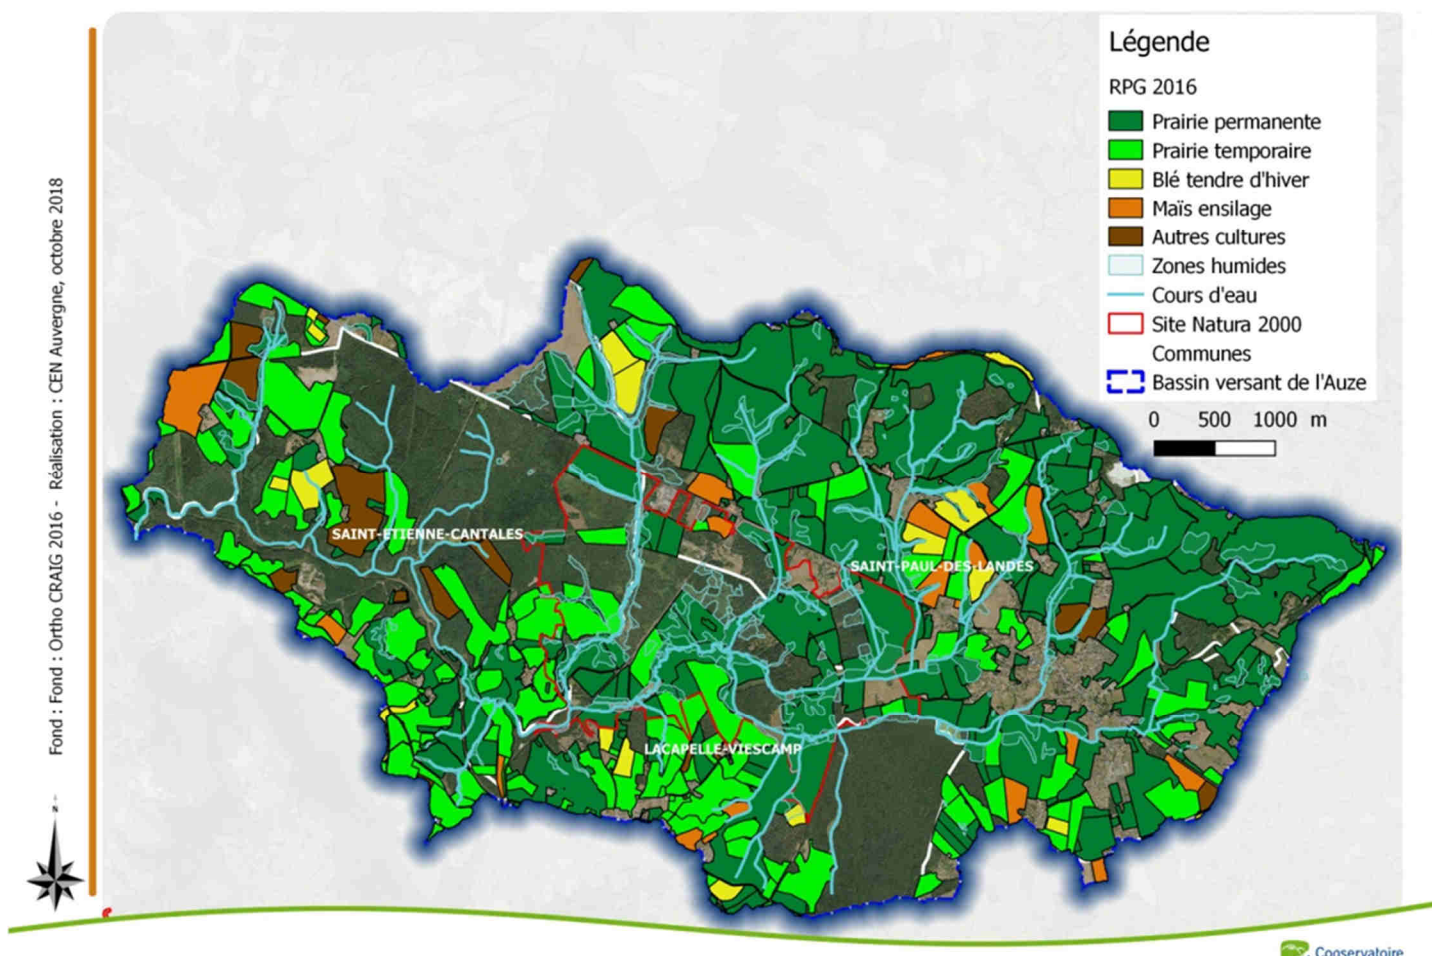 Légende
RPG 2016
Prairie permanente
Prairie temporaire
Blé tendre d'hiver
Maïs ensilage
Autres cultures
Zones humides
Cours d'eau
Site Natura 2000
Communes
Bassin versant de l'Auze
0 500 1000 m
SAINT-ETIENNE-CANTALES
SAINT-PAUL-DES-LANDES
LACAPELLE-VIESCAMP
Fond : Fond : Ortho CRAIG 2016 - Réalisation : CEN Auvergne, octobre 2018
Conservatoire